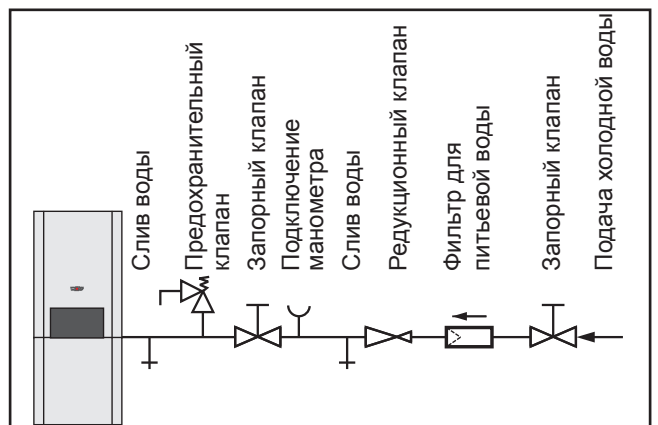 Слив воды
Предохранительный
клапан
Запорный клапан
Подключение
манометра
Слив воды
Редукционный клапан
Фильтр для
питьевой воды
Запорный клапан
Подача холодной воды